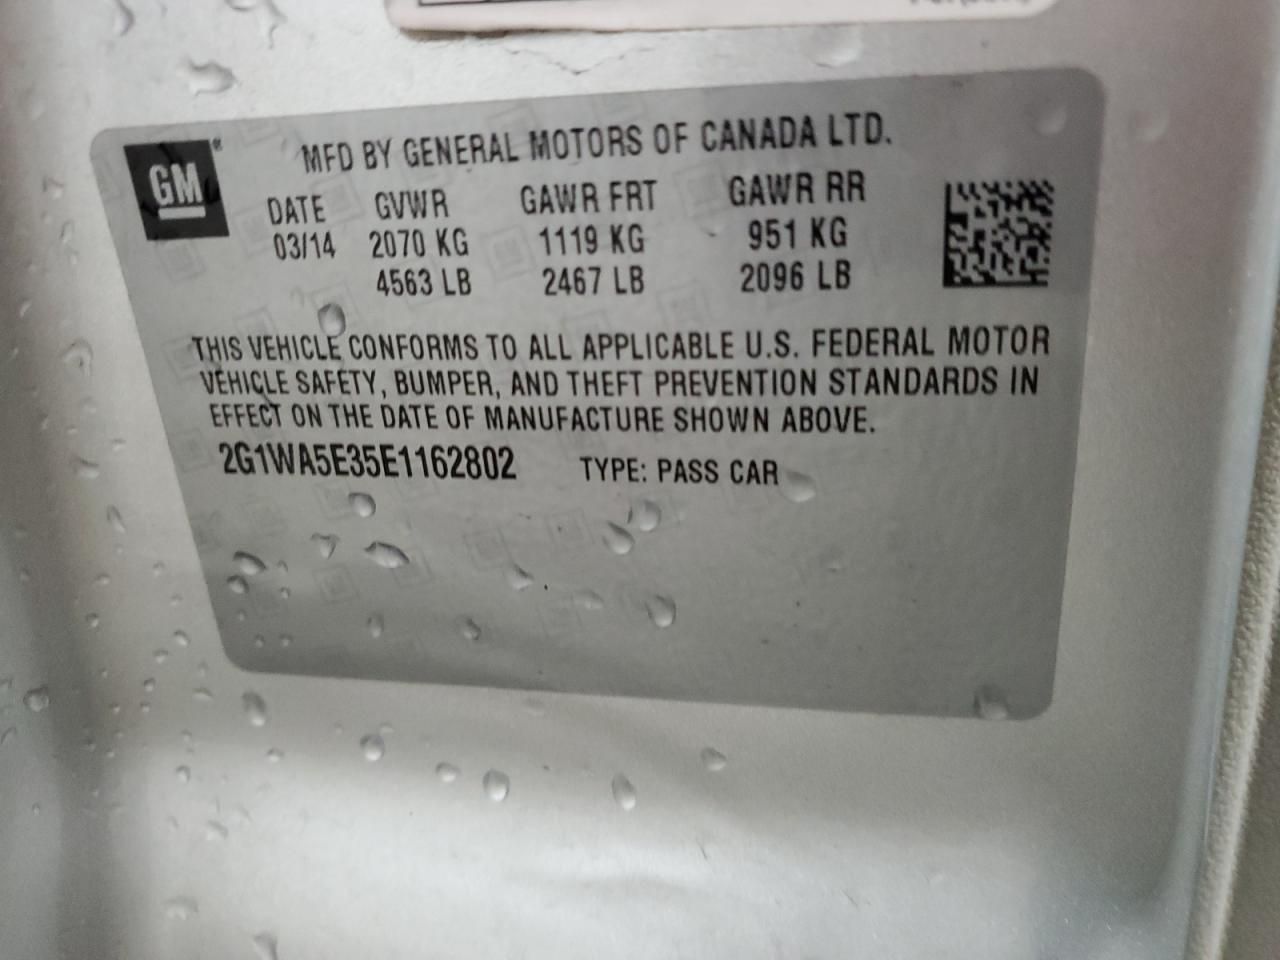 GM
MFD BY GENERAL MOTORS OF CANADA LTD.
DATE GVWR GAWR FRT GAWR RR
03/14 2070 KG 1119 KG 951 KG
4563 LB 2467 LB 2096 LB
THIS VEHICLE CONFORMS TO ALL APPLICABLE U.S. FEDERAL MOTOR
VEHICLE SAFETY, BUMPER, AND THEFT PREVENTION STANDARDS IN
EFFECT ON THE DATE OF MANUFACTURE SHOWN ABOVE.
2G1WA5E35E1162802 TYPE: PASS CAR